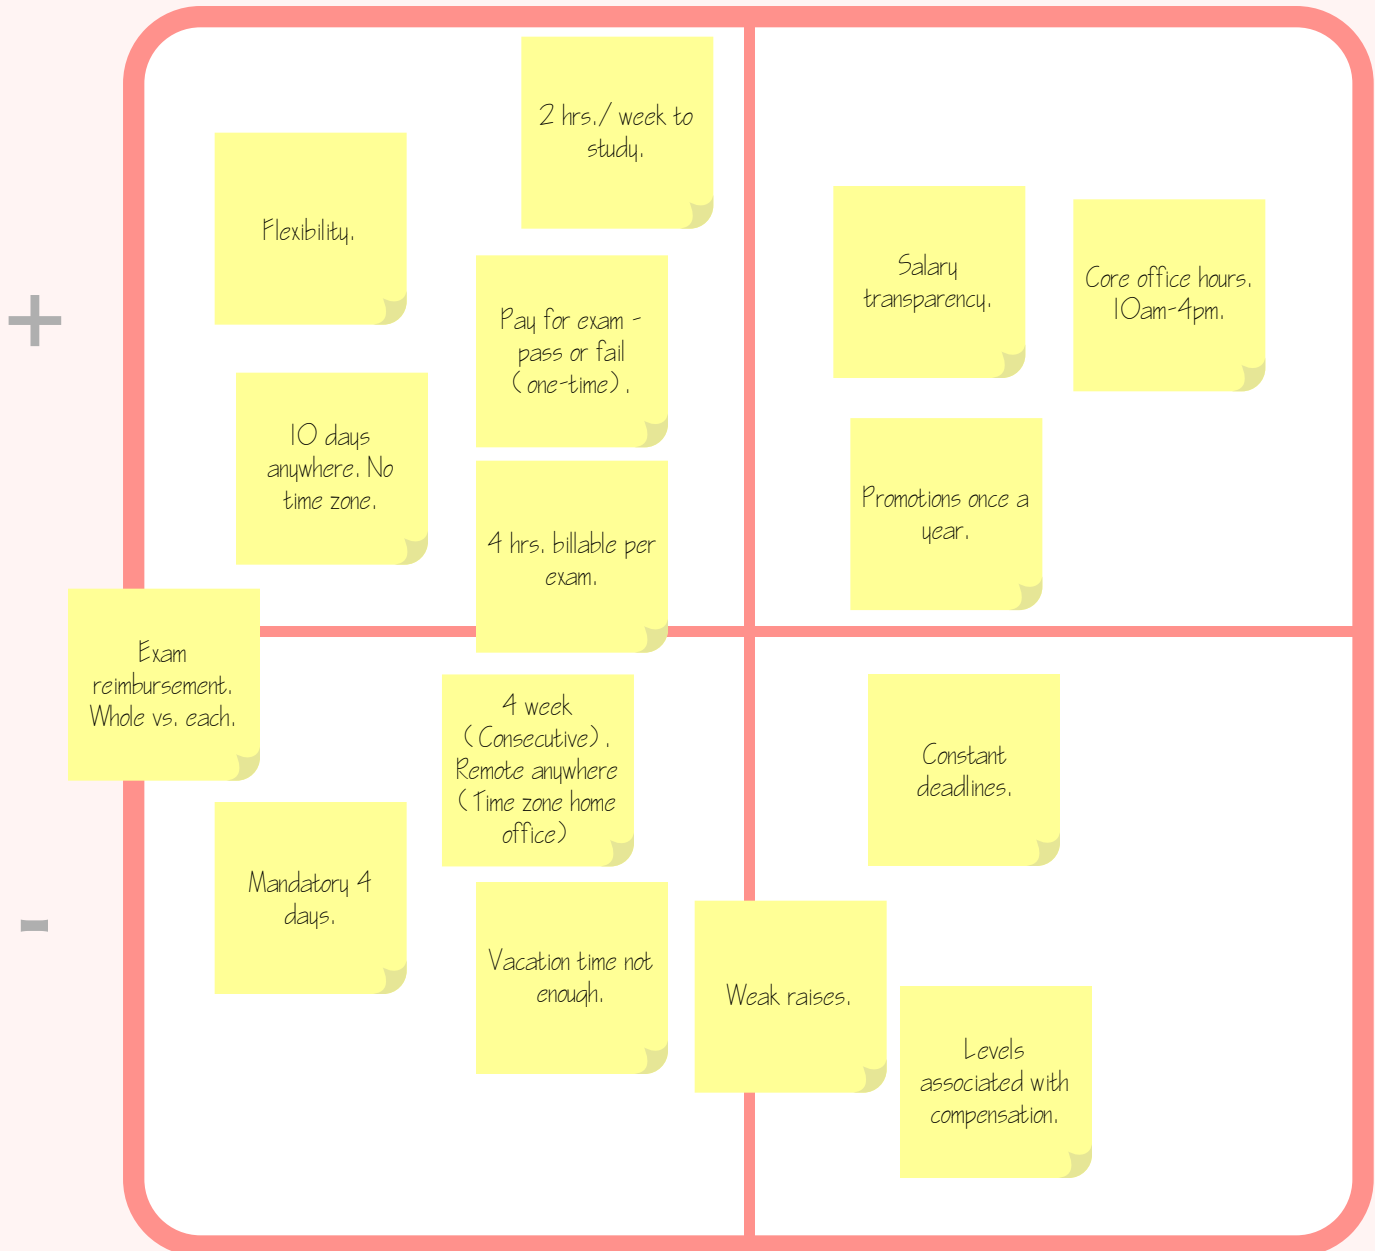 2 hrs./ week to
study.
Flexibility.
Pay for exam -
pass or fail
(one-time).
10 days
anywhere. No
time zone.
4 hrs. billable per
exam.
Salary
transparency.
Core office hours.
10am-4pm.
Promotions once a
year.
+
Exam
reimbursement.
Whole vs. each.
4 week
(Consecutive).
Remote anywhere
(Time zone home
office)
Mandatory 4
days.
Vacation time not
enough.
Weak raises.
Constant
deadlines.
Levels
associated with
compensation.
-